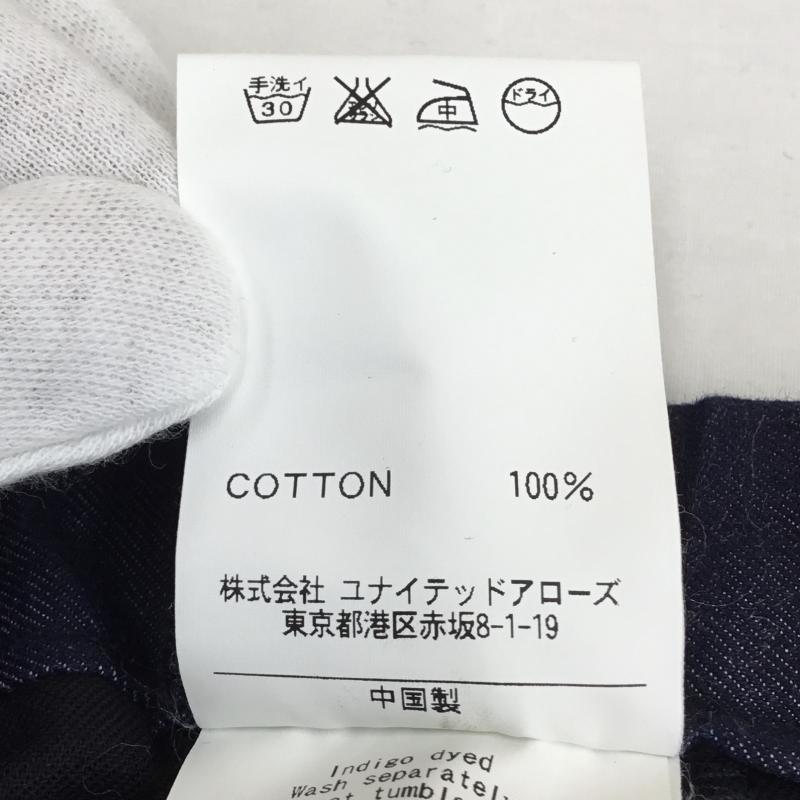 手洗イ
30 中 ドライ
COTTON 100%
株式会社 ユナイテッドアローズ
東京都港区赤坂8-1-19
中国製
Indigo dyed
Wash separately